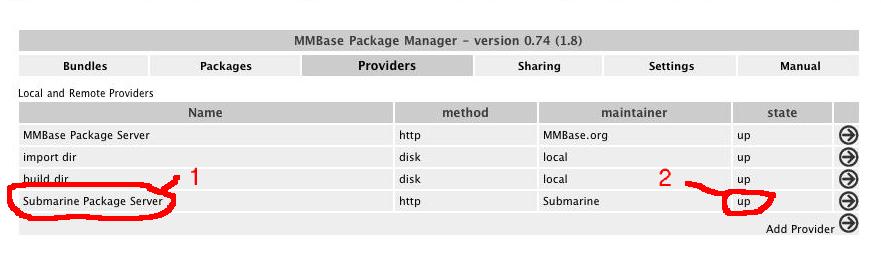 MMBase Package Manager - version 0.74 (1.8)
Bundles Packages Providers Sharing Settings Manual
Local and Remote Providers
Name method maintainer state
MMBase Package Server http MMBase.org up
import dir disk local up
build dir disk local up
1
2
Submarine Package Server http Submarine up
Add Provider